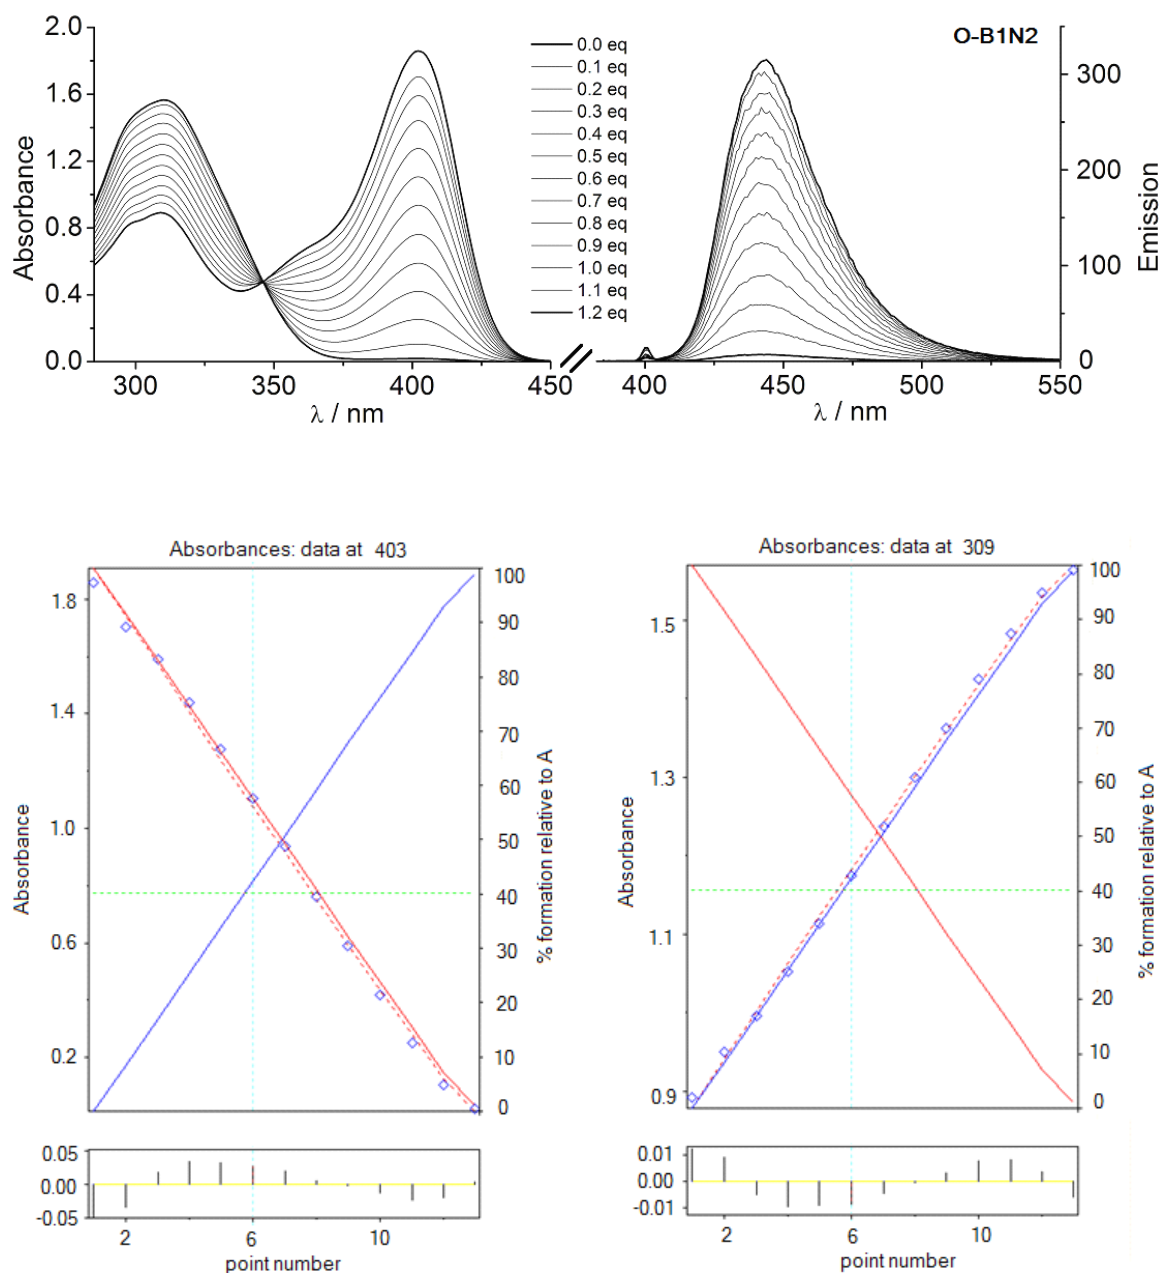 O-B1N2
2.0
1.6
1.2
0.8
0.4
0.0
Absorbance
300
350
400
450
λ / nm
0.0 eq
0.1 eq
0.2 eq
0.3 eq
0.4 eq
0.5 eq
0.6 eq
0.7 eq
0.8 eq
0.9 eq
1.0 eq
1.1 eq
1.2 eq
300
200
100
0
Emission
400
450
500
550
λ / nm
Absorbances: data at 403
1.8
1.4
1.0
0.6
0.2
Absorbance
100
90
80
70
60
50
40
30
20
10
0
% formation relative to A
0.05
0.00
-0.05
2
6
10
point number
Absorbances: data at 309
1.5
1.3
1.1
0.9
Absorbance
100
90
80
70
60
50
40
30
20
10
0
% formation relative to A
0.01
0.00
-0.01
2
6
10
point number